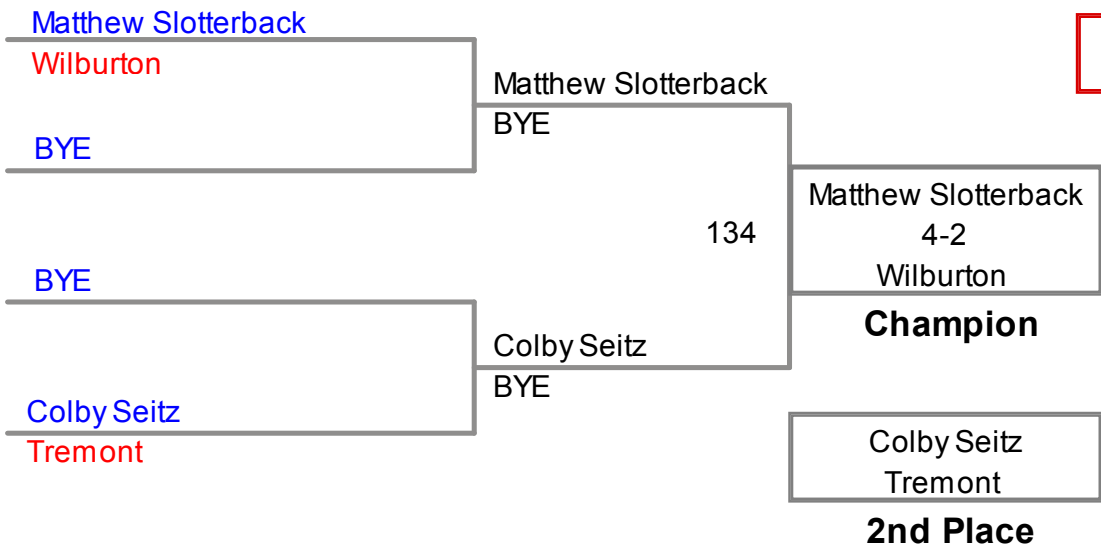 Matthew Slotterback
Wilburton
BYE
Matthew Slotterback
BYE
BYE
Colby Seitz
Tremont
Colby Seitz
BYE
134
Matthew Slotterback
4-2
Wilburton
Champion
Colby Seitz
Tremont
2nd Place